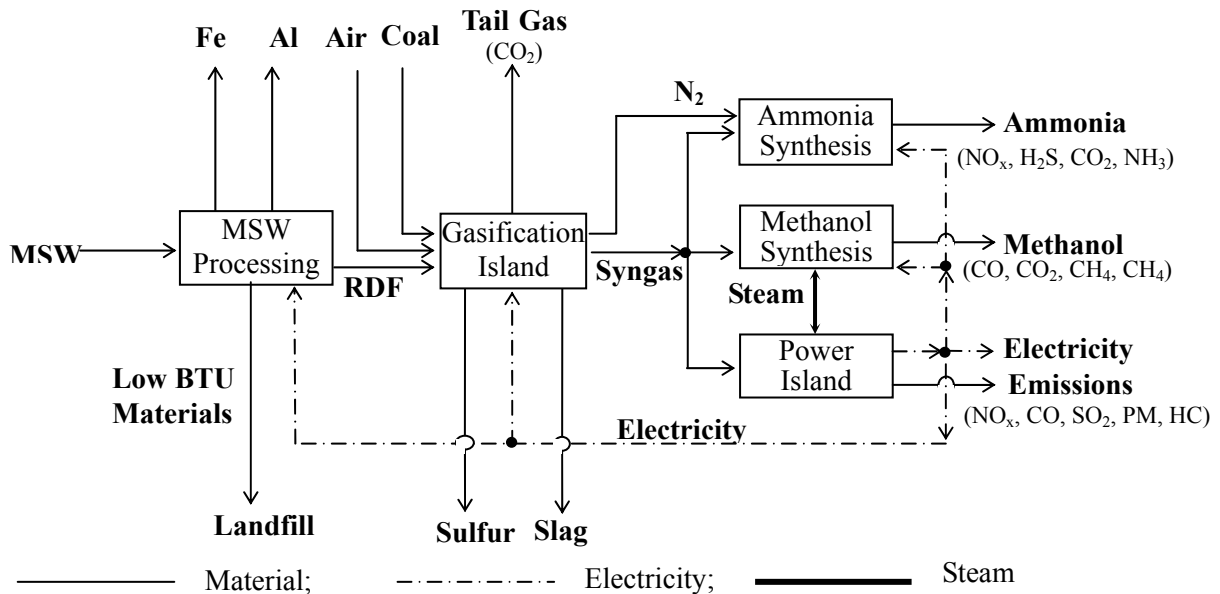 Fe
Al
Air
Coal
Tail Gas
(CO₂)
N₂
Ammonia
Synthesis
Ammonia
(NOₓ, H₂S, CO₂, NH₃)
MSW
MSW
Processing
RDF
Gasification
Island
Syngas
Methanol
Synthesis
Methanol
(CO, CO₂, CH₄, CH₄)
Steam
Power
Island
Electricity
Emissions
(NOₓ, CO, SO₂, PM, HC)
Low BTU
Materials
Electricity
Landfill
Sulfur
Slag
Material;
Electricity;
Steam